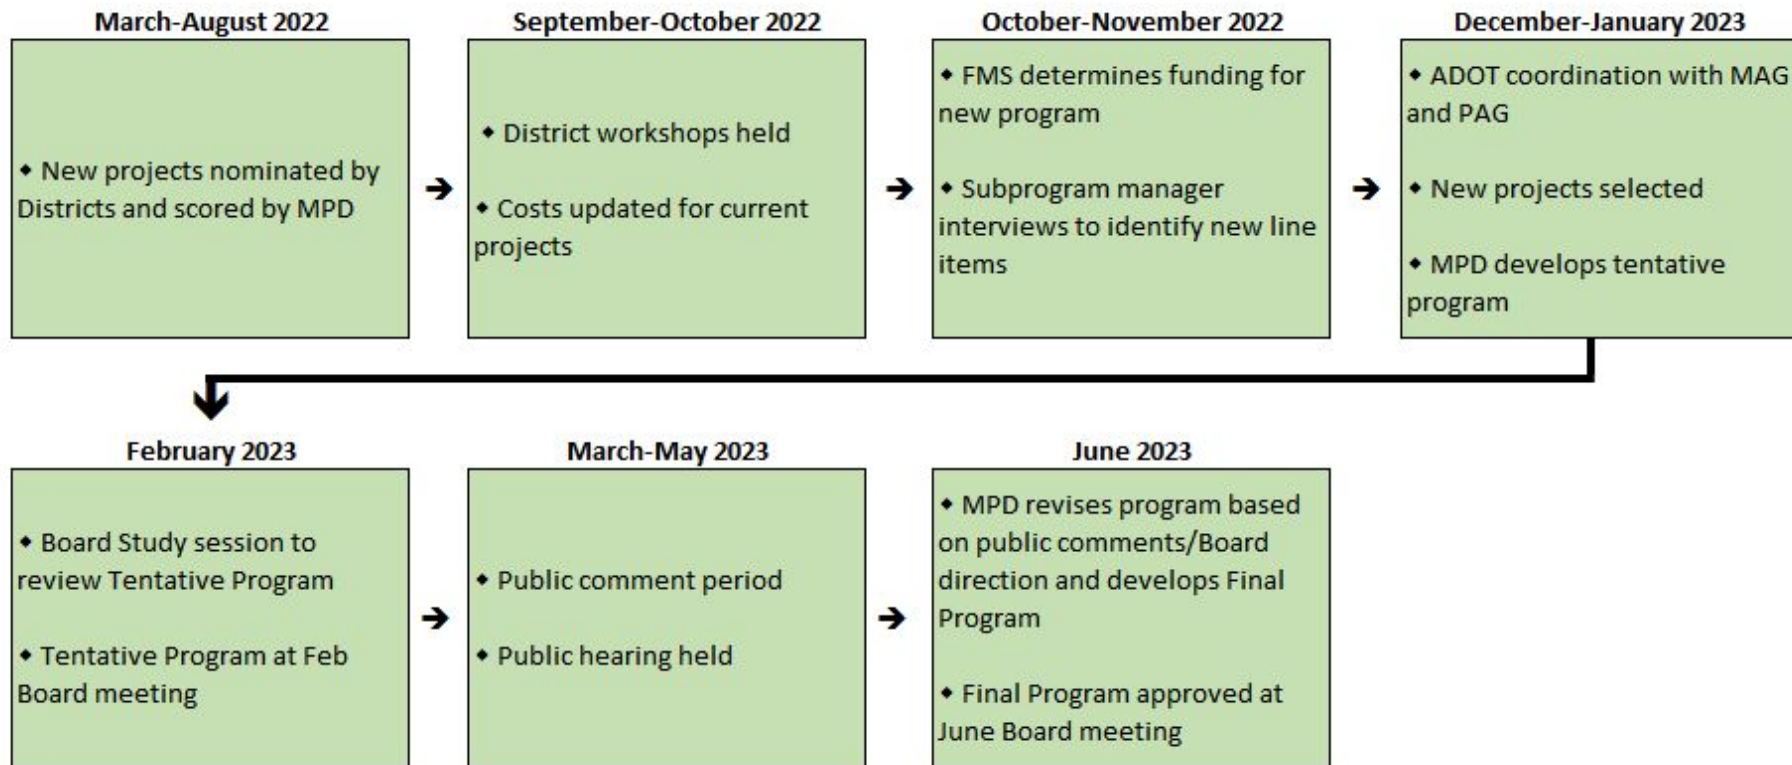 March-August 2022
◆ New projects nominated by
Districts and scored by MPD
September-October 2022
◆ District workshops held
◆ Costs updated for current
projects
October-November 2022
◆ FMS determines funding for
new program
◆ Subprogram manager
interviews to identify new line
items
December-January 2023
◆ ADOT coordination with MAG
and PAG
◆ New projects selected
◆ MPD develops tentative
program
February 2023
◆ Board Study session to
review Tentative Program
◆ Tentative Program at Feb
Board meeting
March-May 2023
◆ Public comment period
◆ Public hearing held
June 2023
◆ MPD revises program based
on public comments/Board
direction and develops Final
Program
◆ Final Program approved at
June Board meeting